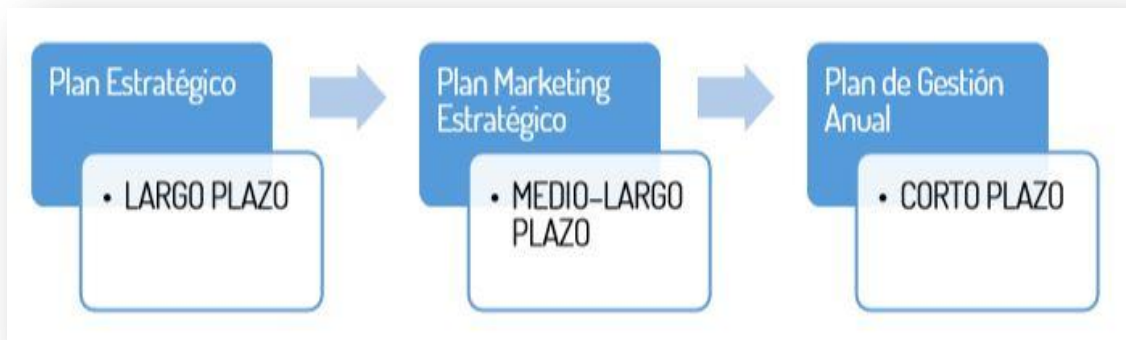 Plan Estratégico
• LARGO PLAZO
Plan Marketing
Estratégico
• MEDIO-LARGO
PLAZO
Plan de Gestión
Anual
• CORTO PLAZO